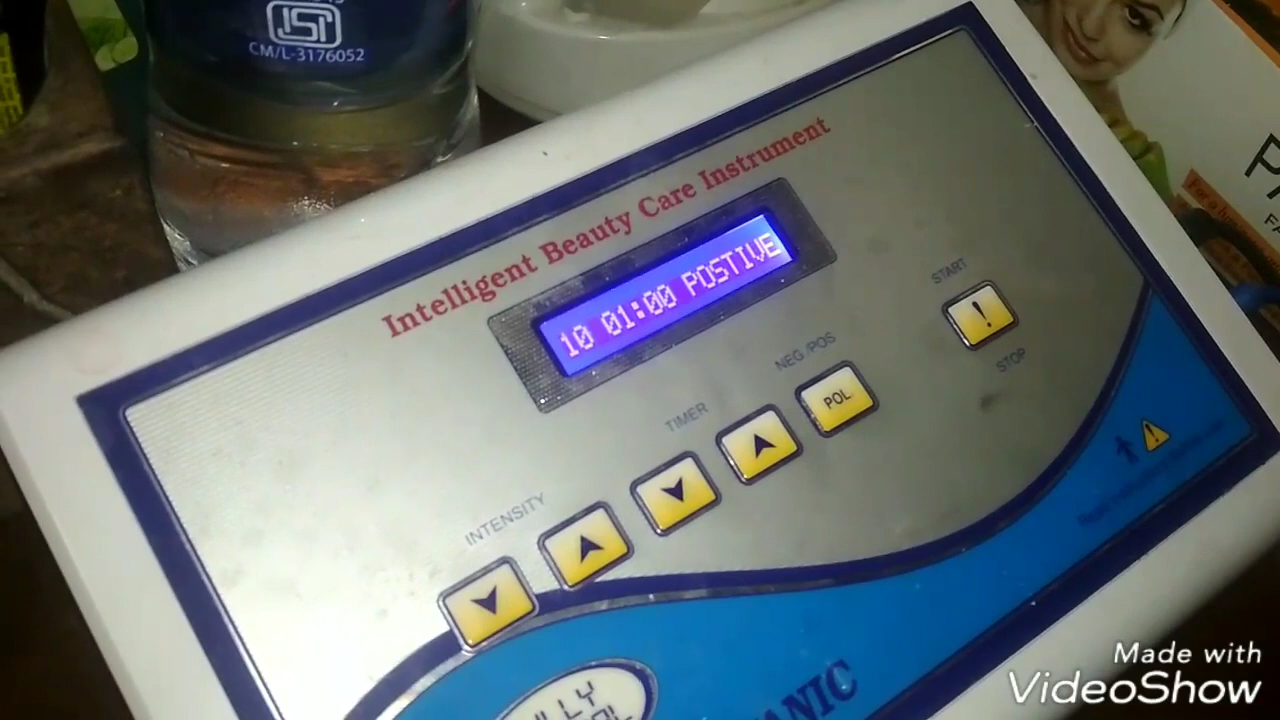 CM/L-3176052
Intelligent Beauty Care Instrument
10 01:00 POSTIVE
START
STOP
NEG./POS
POL
TIMER
INTENSITY
For a
Made with
VideoShow